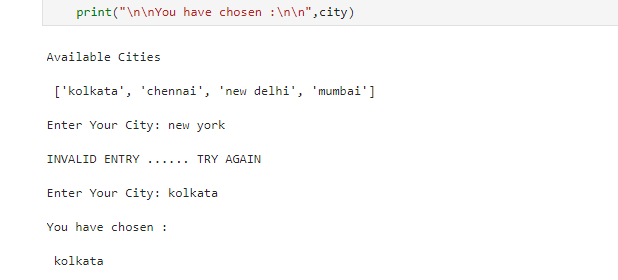 print("\n\nYou have chosen :\n\n",city)
Available Cities
['kolkata', 'chennai', 'new delhi', 'mumbai']
Enter Your City: new york
INVALID ENTRY ...... TRY AGAIN
Enter Your City: kolkata
You have chosen :
kolkata